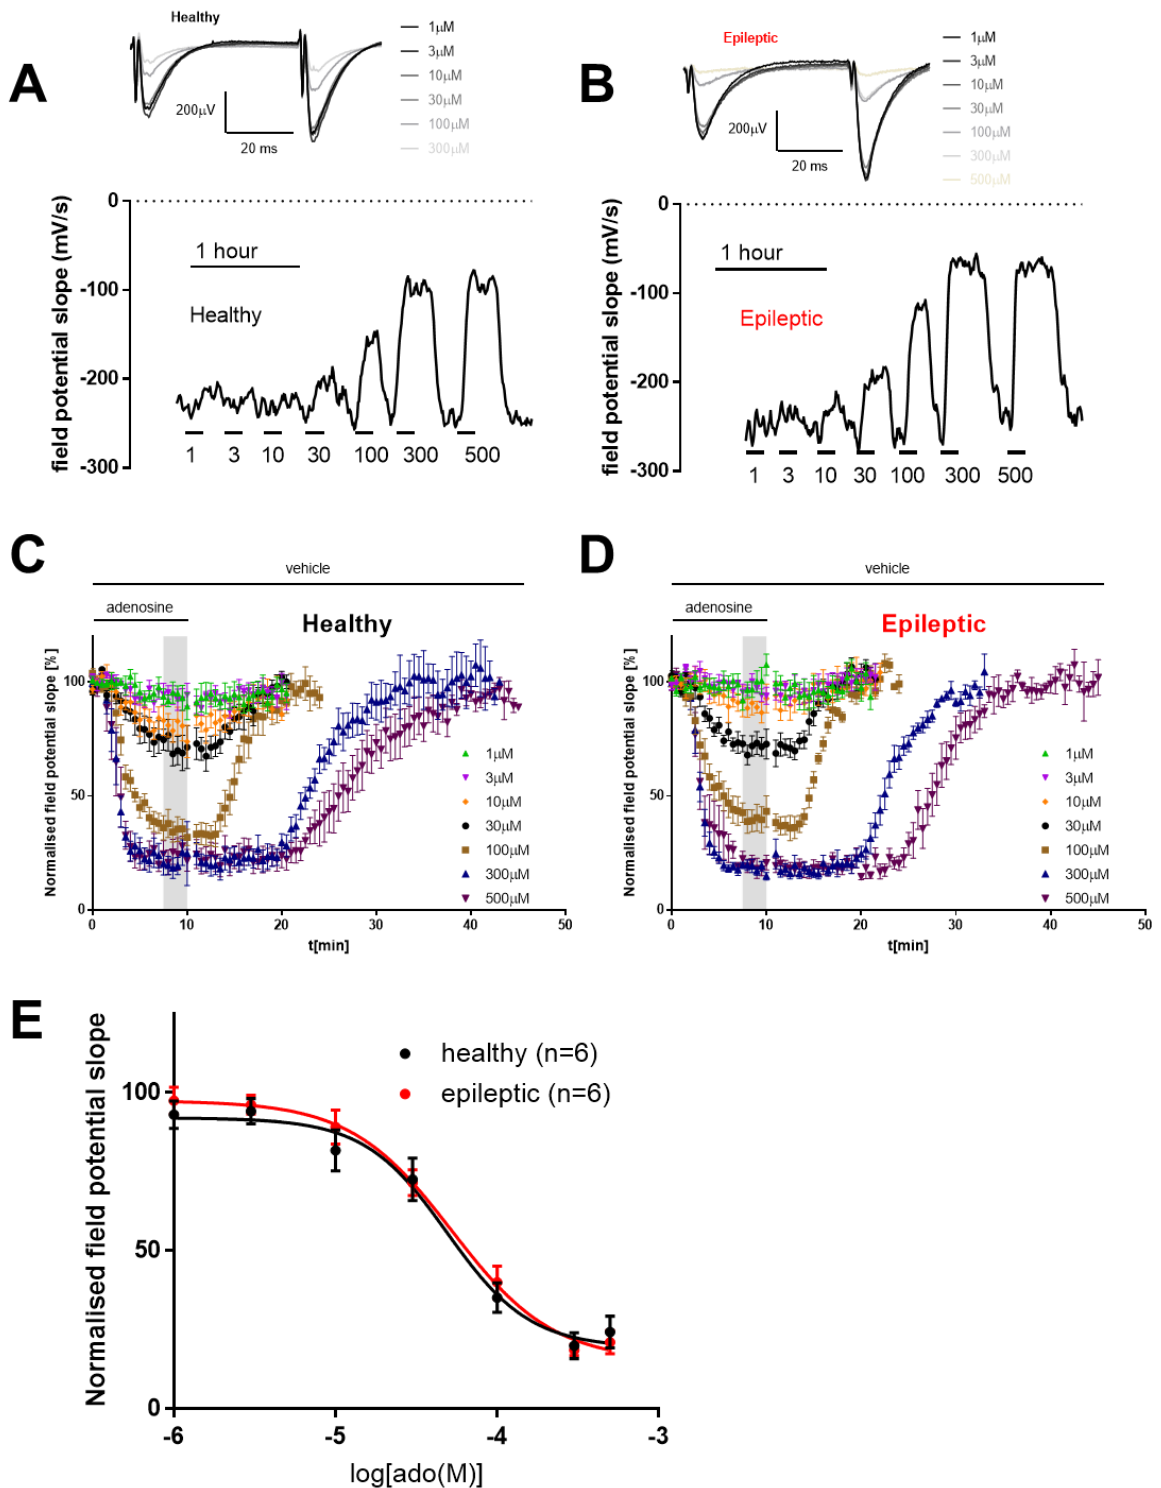 A
Healthy
1µM
3µM
10µM
30µM
100µM
300µM
200µV
20 ms
field potential slope (mV/s)
0
-100
-200
-300
1 hour
Healthy
1 3 10 30 100 300 500
B
Epileptic
1µM
3µM
10µM
30µM
100µM
300µM
500µM
200µV
20 ms
field potential slope (mV/s)
0
-100
-200
-300
1 hour
Epileptic
1 3 10 30 100 300 500
C
vehicle
adenosine
Healthy
Normalised field potential slope [%]
100
50
0
1µM
3µM
10µM
30µM
100µM
300µM
500µM
0 10 20 30 40 50
t[min]
D
vehicle
adenosine
Epileptic
Normalised field potential slope [%]
100
50
0
1µM
3µM
10µM
30µM
100µM
300µM
500µM
0 10 20 30 40 50
t[min]
E
Normalised field potential slope
healthy (n=6)
epileptic (n=6)
100
50
0
-6 -5 -4 -3
log[ado(M)]